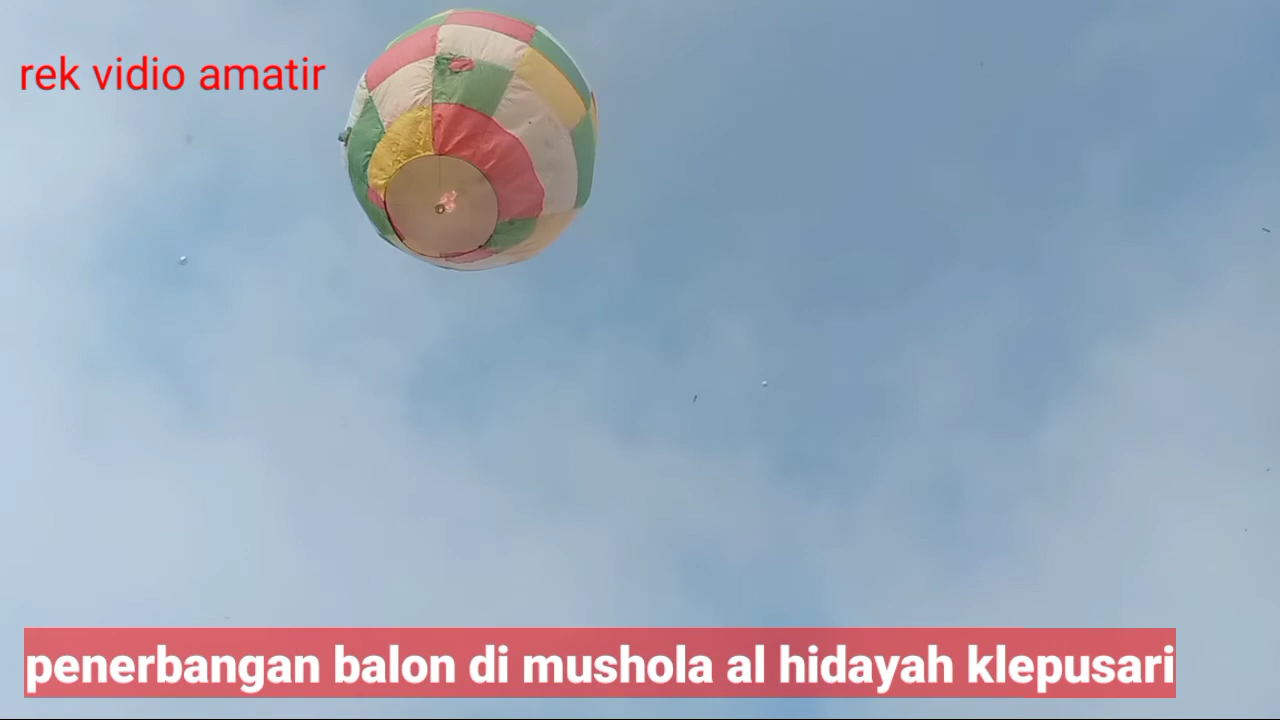 rek vidio amatir
penerbangan balon di mushola al hidayah klepusari